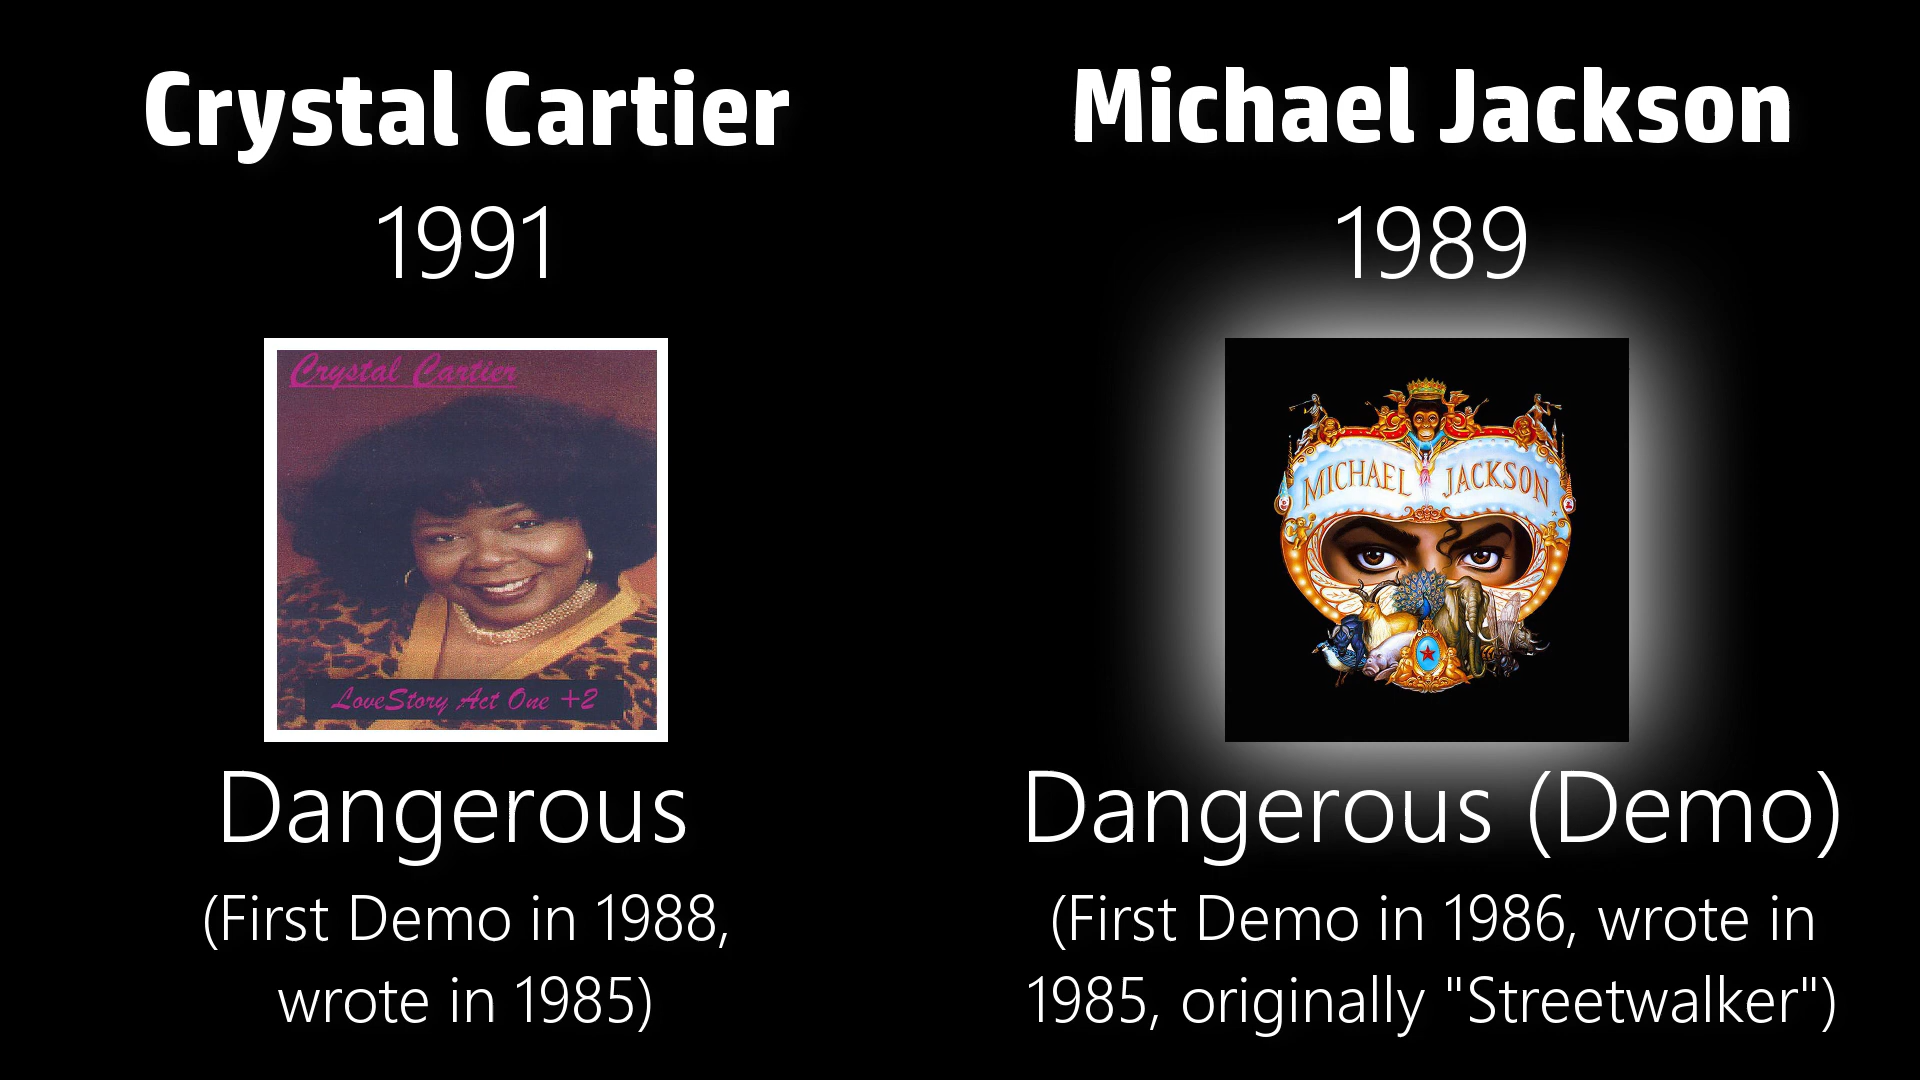 Crystal Cartier
1991
Crystal Cartier
LoveStory Act One +2
Dangerous
(First Demo in 1988,
wrote in 1985)
Michael Jackson
1989
MICHAEL JACKSON
Dangerous (Demo)
(First Demo in 1986, wrote in
1985, originally "Streetwalker")